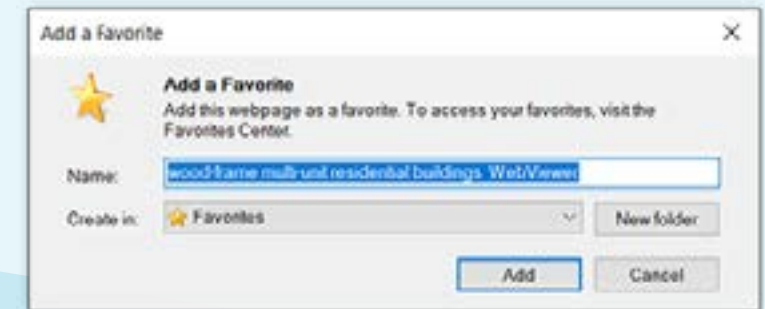 Add a Favorite
Add a Favorite
Add this webpage as a favorite. To access your favorites, visit the
Favorites Center.
Name: wood-frame multi-unit residential buildings WebViewer
Create in: Favorites New folder
Add Cancel